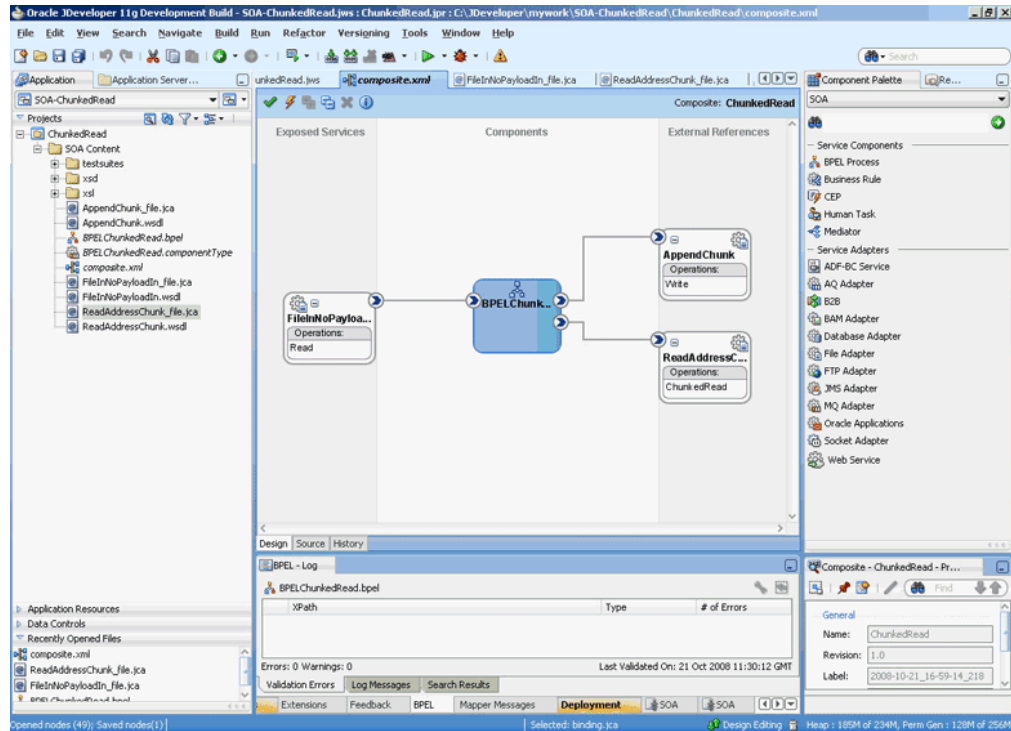 Oracle JDeveloper 11g Development Build - SOA-ChunkedRead.jws : ChunkedRead.jpr : C:\JDeveloper\mywork\SOA-ChunkedRead\ChunkedRead\composite.xml
File Edit View Search Navigate Build Run Refactor Versioning Tools Window Help
Search
Application
Application Server...
SOA-ChunkedRead
Projects
ChunkedRead
SOA Content
testsuites
xsd
xsl
AppendChunk_file.jca
AppendChunk.wsdl
BPELChunkedRead.bpel
BPELChunkedRead.componentType
composite.xml
FileInNoPayloadIn_file.jca
FileInNoPayloadIn.wsdl
ReadAddressChunk_file.jca
ReadAddressChunk.wsdl
Application Resources
Data Controls
Recently Opened Files
composite.xml
ReadAddressChunk_file.jca
FileInNoPayloadIn_file.jca
BPELChunkedRead.bpel
unkedRead.jws
composite.xml
FileInNoPayloadIn_file.jca
ReadAddressChunk_file.jca
Composite: ChunkedRead
Exposed Services
Components
External References
FileInNoPayloa...
Operations:
Read
BPELChunk...
AppendChunk
Operations:
Write
ReadAddressC...
Operations:
ChunkedRead
Design Source History
BPEL - Log
BPELChunkedRead.bpel
XPath Type # of Errors
Errors: 0 Warnings: 0 Last Validated On: 21 Oct 2008 11:30:12 GMT
Validation Errors Log Messages Search Results
Extensions Feedback BPEL Mapper Messages Deployment SOA SOA
Component Palette
Re...
SOA
Service Components
BPEL Process
Business Rule
CEP
Human Task
Mediator
Service Adapters
ADF-BC Service
AQ Adapter
B2B
BAM Adapter
Database Adapter
File Adapter
FTP Adapter
JMS Adapter
MQ Adapter
Oracle Applications
Socket Adapter
Web Service
Composite - ChunkedRead - Pr...
Find
General
Name: ChunkedRead
Revision: 1.0
Label: 2008-10-21_16-59-14_218
Opened nodes (49); Saved nodes(1)
Selected: binding.jca
Design Editing
Heap : 185M of 234M, Perm Gen : 128M of 256M